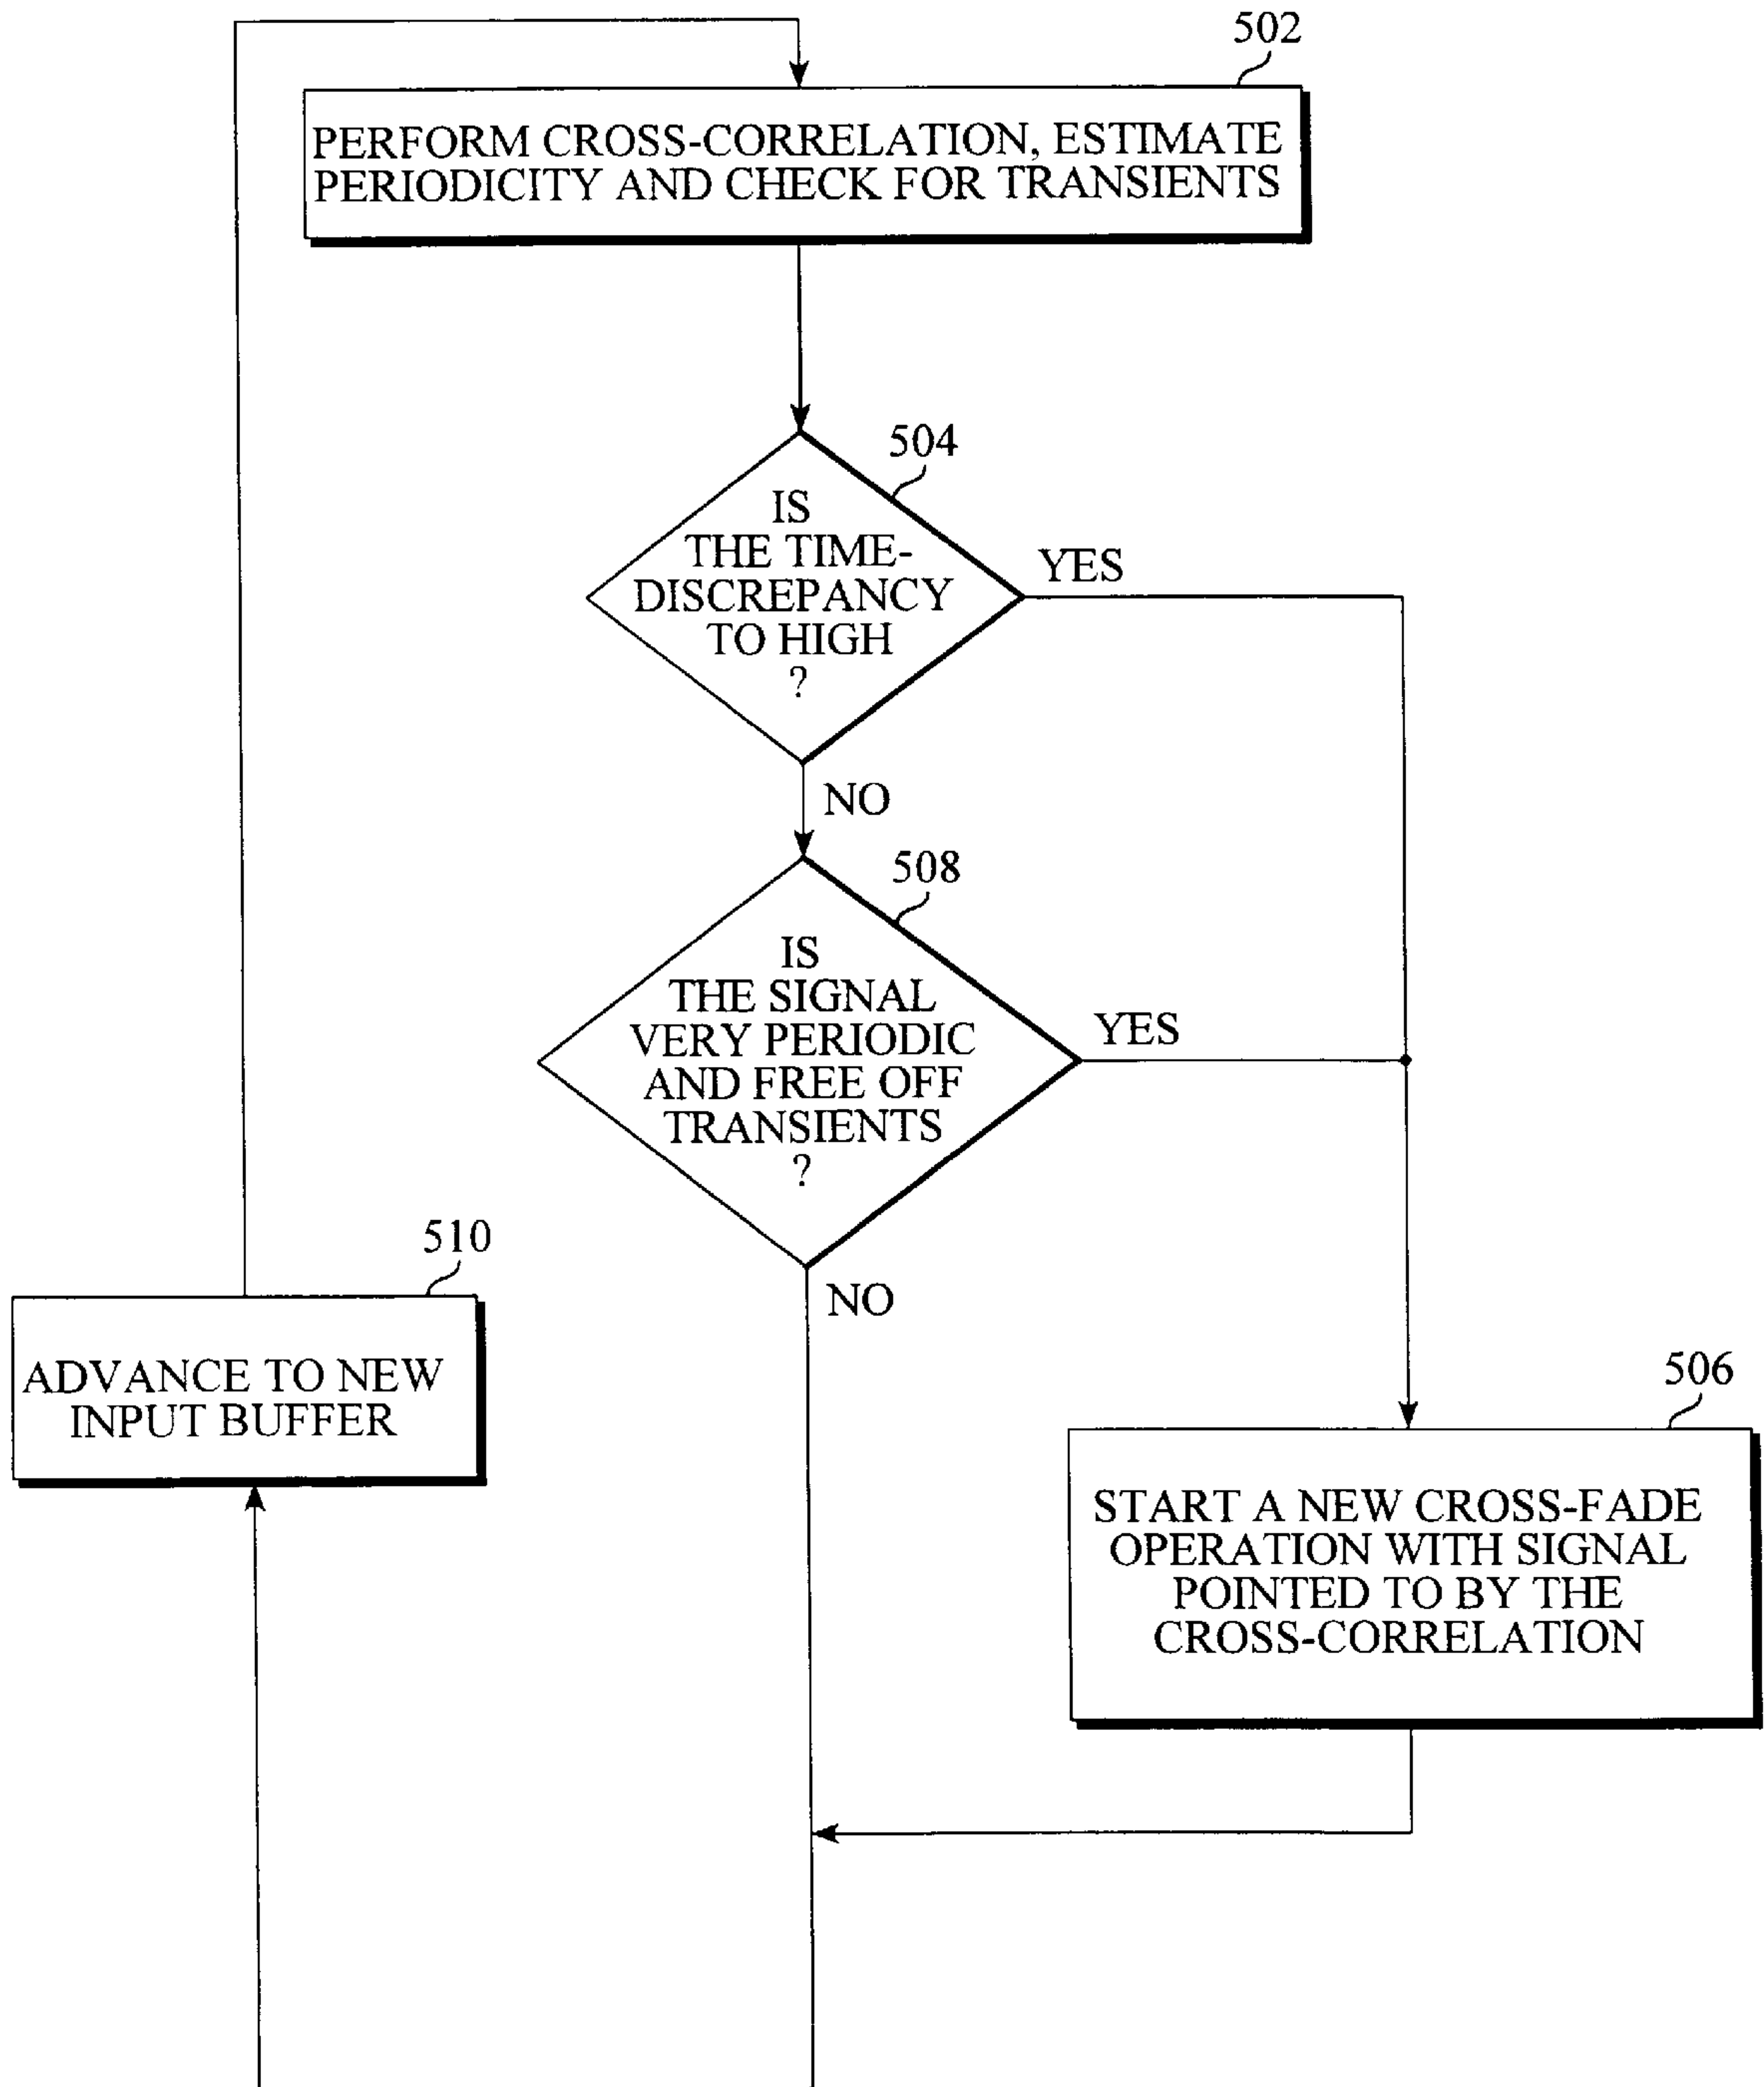 502
PERFORM CROSS-CORRELATION, ESTIMATE
PERIODICITY AND CHECK FOR TRANSIENTS
504
IS
THE TIME-
DISCREPANCY
TO HIGH
?
YES
NO
508
IS
THE SIGNAL
VERY PERIODIC
AND FREE OFF
TRANSIENTS
?
YES
NO
510
ADVANCE TO NEW
INPUT BUFFER
506
START A NEW CROSS-FADE
OPERATION WITH SIGNAL
POINTED TO BY THE
CROSS-CORRELATION